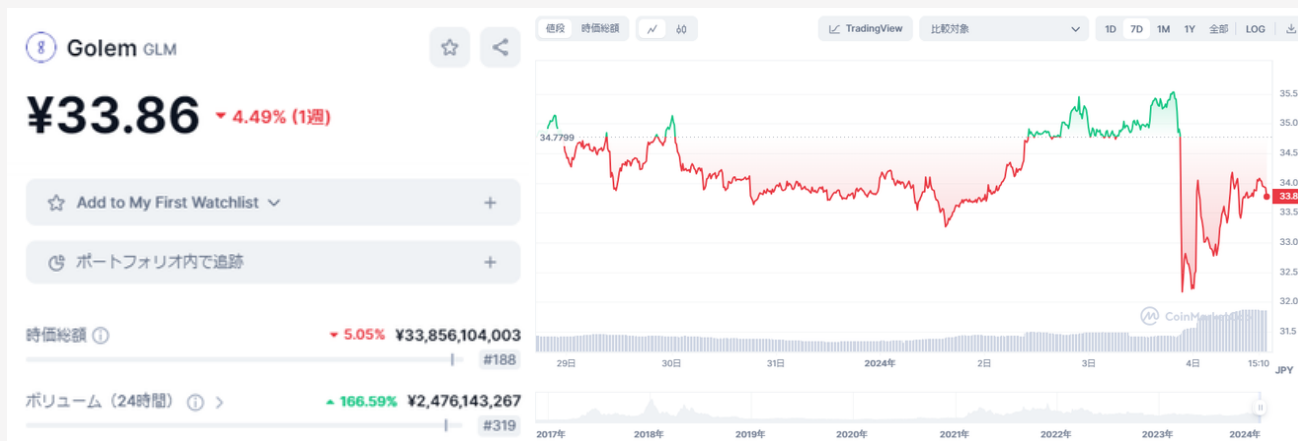 Golem GLM
¥33.86 4.49% (1週)
Add to My First Watchlist
ポートフォリオ内で追跡
時価総額 5.05% ¥33,856,104,003
#188
ボリューム（24時間） 166.59% ¥2,476,143,267
#319
値段 時価総額 TradingView 比較対象 1D 7D 1M 1Y 全部 LOG
35.5
35.0
34.7799
34.5
34.0
33.8
33.5
33.0
32.5
32.0
31.5
29日 30日 31日 2024年 2日 3日 4日 15:10
JPY
2017年 2018年 2019年 2020年 2021年 2022年 2023年 2024年